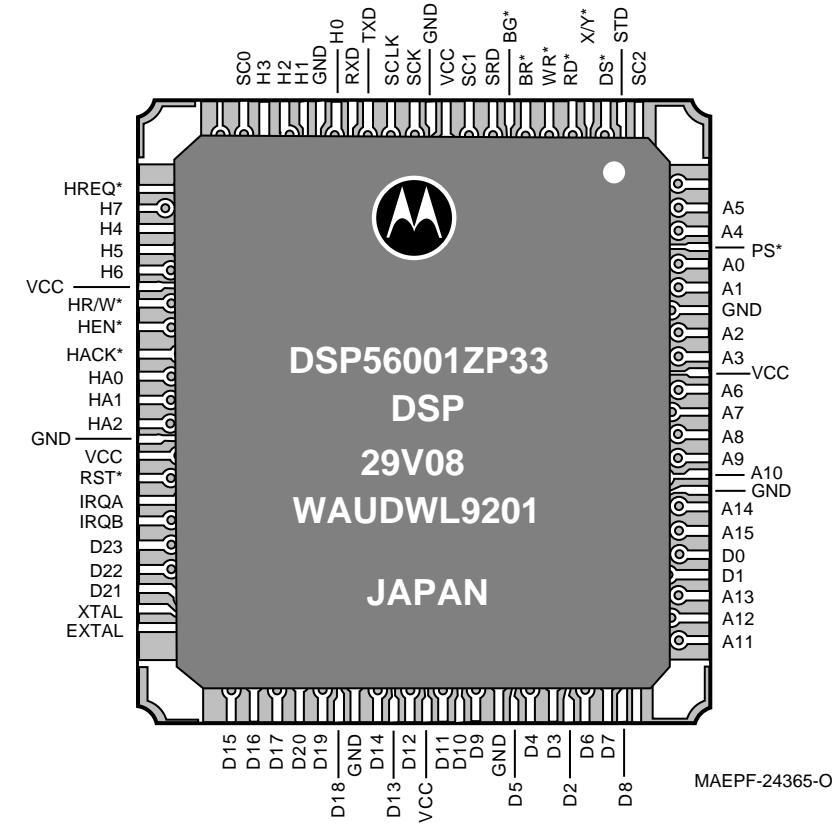 SC0
H3
H2
H1
GND
H0
RXD
TXD
SCLK
SCK
GND
VCC
SC1
SRD
BG*
BR*
WR*
RD*
X/Y*
DS*
STD
SC2
HREQ*
H7
H4
H5
H6
VCC
HR/W*
HEN*
HACK*
HA0
HA1
HA2
GND
VCC
RST*
IRQA
IRQB
D23
D22
D21
XTAL
EXTAL
DSP56001ZP33
DSP
29V08
WAUDWL9201
JAPAN
A5
A4
PS*
A0
A1
GND
A2
A3
VCC
A6
A7
A8
A9
A10
GND
A14
A15
D0
D1
A13
A12
A11
D15
D16
D17
D20
D19
D18
GND
D14
D13
D12
VCC
D11
D10
D9
GND
D5
D4
D3
D2
D6
D7
D8
MAEPF-24365-O